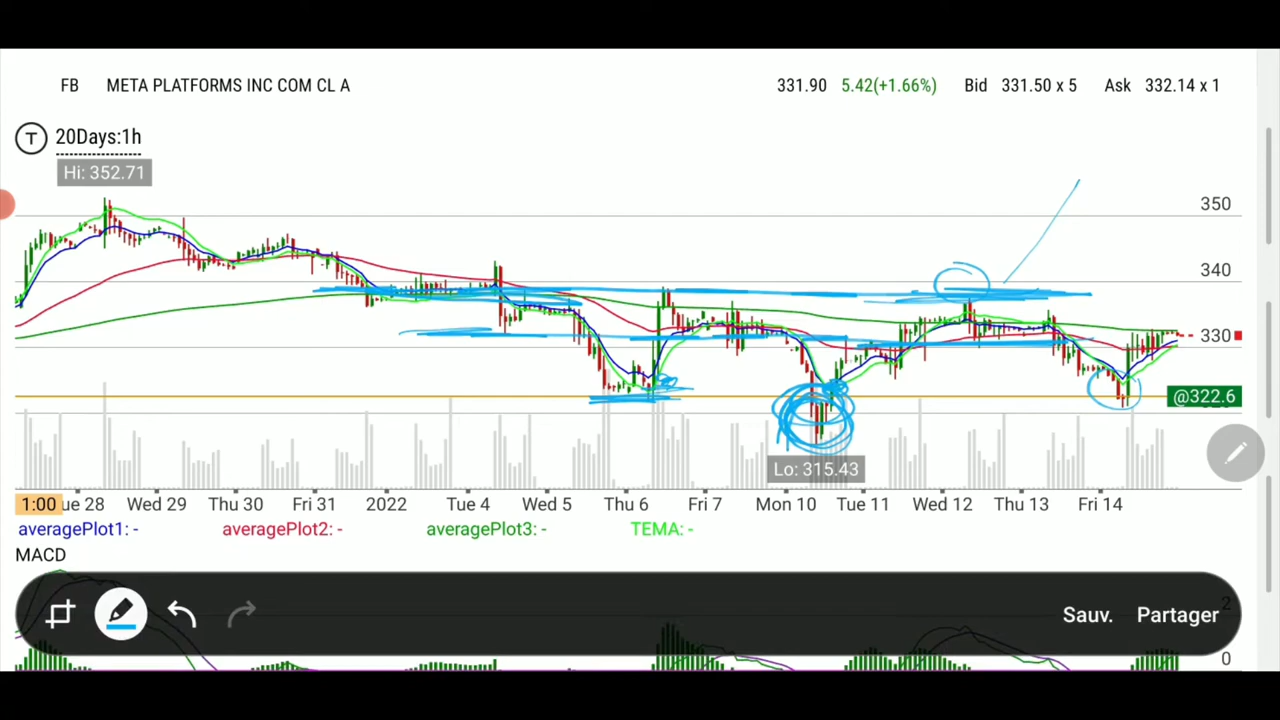 FB META PLATFORMS INC COM CL A 331.90 5.42(+1.66%) Bid 331.50 x 5 Ask 332.14 x 1
T 20Days:1h
Hi: 352.71
350
340
330
@322.6
Lo: 315.43
1:00 ue 28 Wed 29 Thu 30 Fri 31 2022 Tue 4 Wed 5 Thu 6 Fri 7 Mon 10 Tue 11 Wed 12 Thu 13 Fri 14
averagePlot1: - averagePlot2: - averagePlot3: - TEMA: -
MACD
2
Sauv. Partager
0